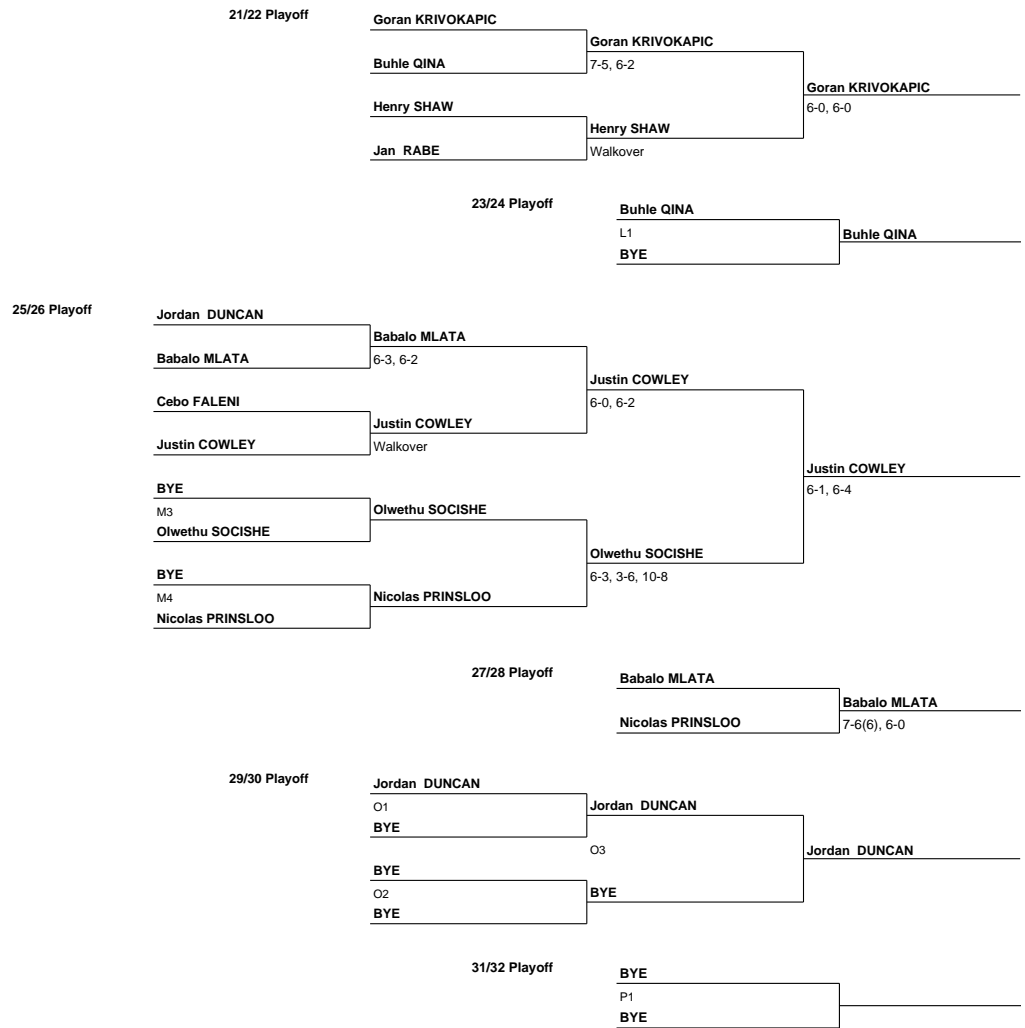 21/22 Playoff
Goran KRIVOKAPIC
Goran KRIVOKAPIC
Buhle QINA
7-5, 6-2
Goran KRIVOKAPIC
Henry SHAW
6-0, 6-0
Henry SHAW
Jan RABE
Walkover
23/24 Playoff
Buhle QINA
L1
Buhle QINA
BYE
25/26 Playoff
Jordan DUNCAN
Babalo MLATA
Babalo MLATA
6-3, 6-2
Justin COWLEY
Cebo FALENI
6-0, 6-2
Justin COWLEY
Justin COWLEY
Walkover
Justin COWLEY
BYE
6-1, 6-4
M3
Olwethu SOCISHE
Olwethu SOCISHE
Olwethu SOCISHE
BYE
6-3, 3-6, 10-8
M4
Nicolas PRINSLOO
Nicolas PRINSLOO
27/28 Playoff
Babalo MLATA
Babalo MLATA
Nicolas PRINSLOO
7-6(6), 6-0
29/30 Playoff
Jordan DUNCAN
O1
Jordan DUNCAN
BYE
O3
Jordan DUNCAN
BYE
O2
BYE
BYE
31/32 Playoff
BYE
P1
BYE